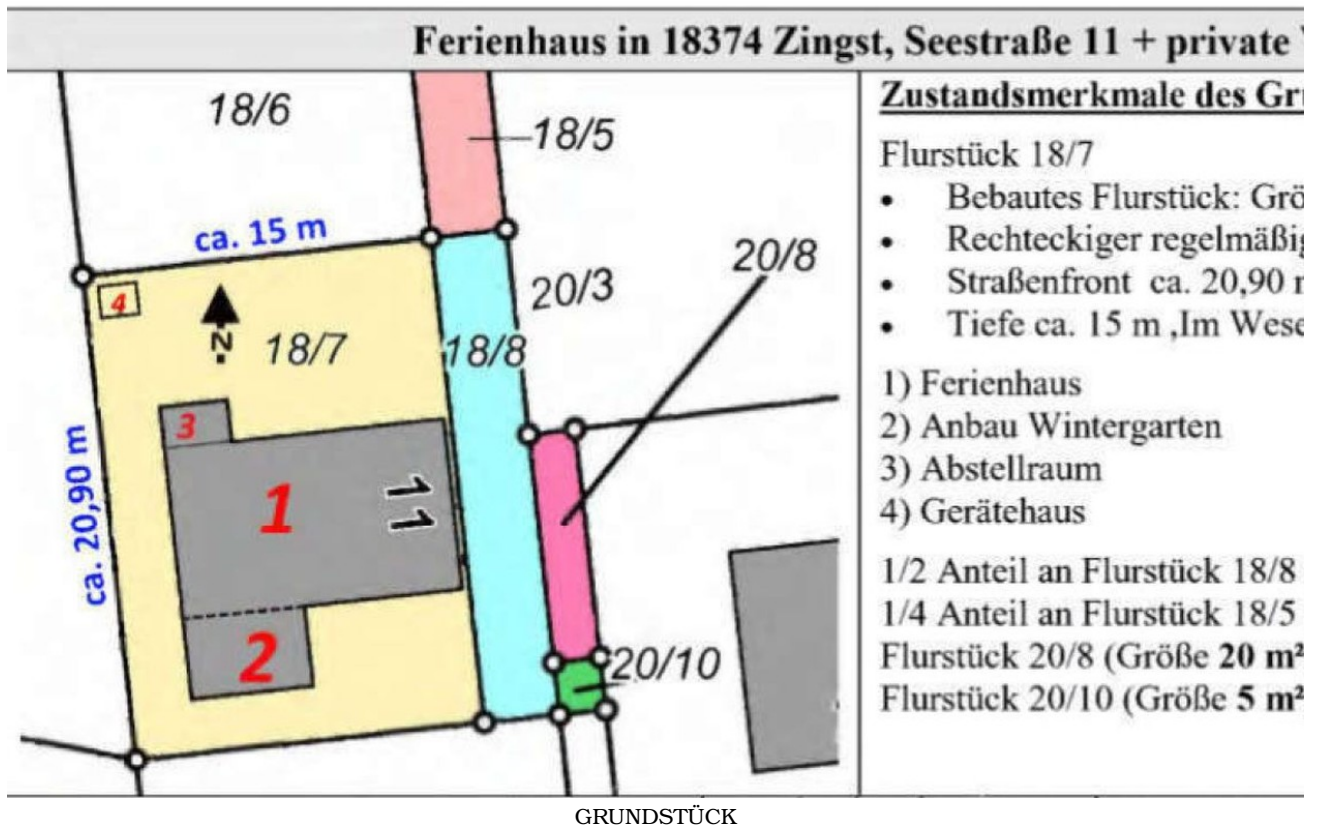 Ferienhaus in 18374 Zingst, Seestraße 11 + private
18/6
18/5
ca. 15 m
20/8
20/3
4
N
18/7
18/8
3
ca. 20,90 m
1
11
2
20/10
Zustandsmerkmale des
Flurstück 18/7
• Bebautes Flurstück:
• Rechteckiger
• Straßenfront ca. 20,90
• Tiefe ca. 15 m ,Im
1) Ferienhaus
2) Anbau Wintergarten
3) Abstellraum
4) Gerätehaus
1/2 Anteil an Flurstück 18/8
1/4 Anteil an Flurstück 18/5
Flurstück 20/8 (Größe 20 m²
Flurstück 20/10 (Größe 5 m²
GRUNDSTÜCK